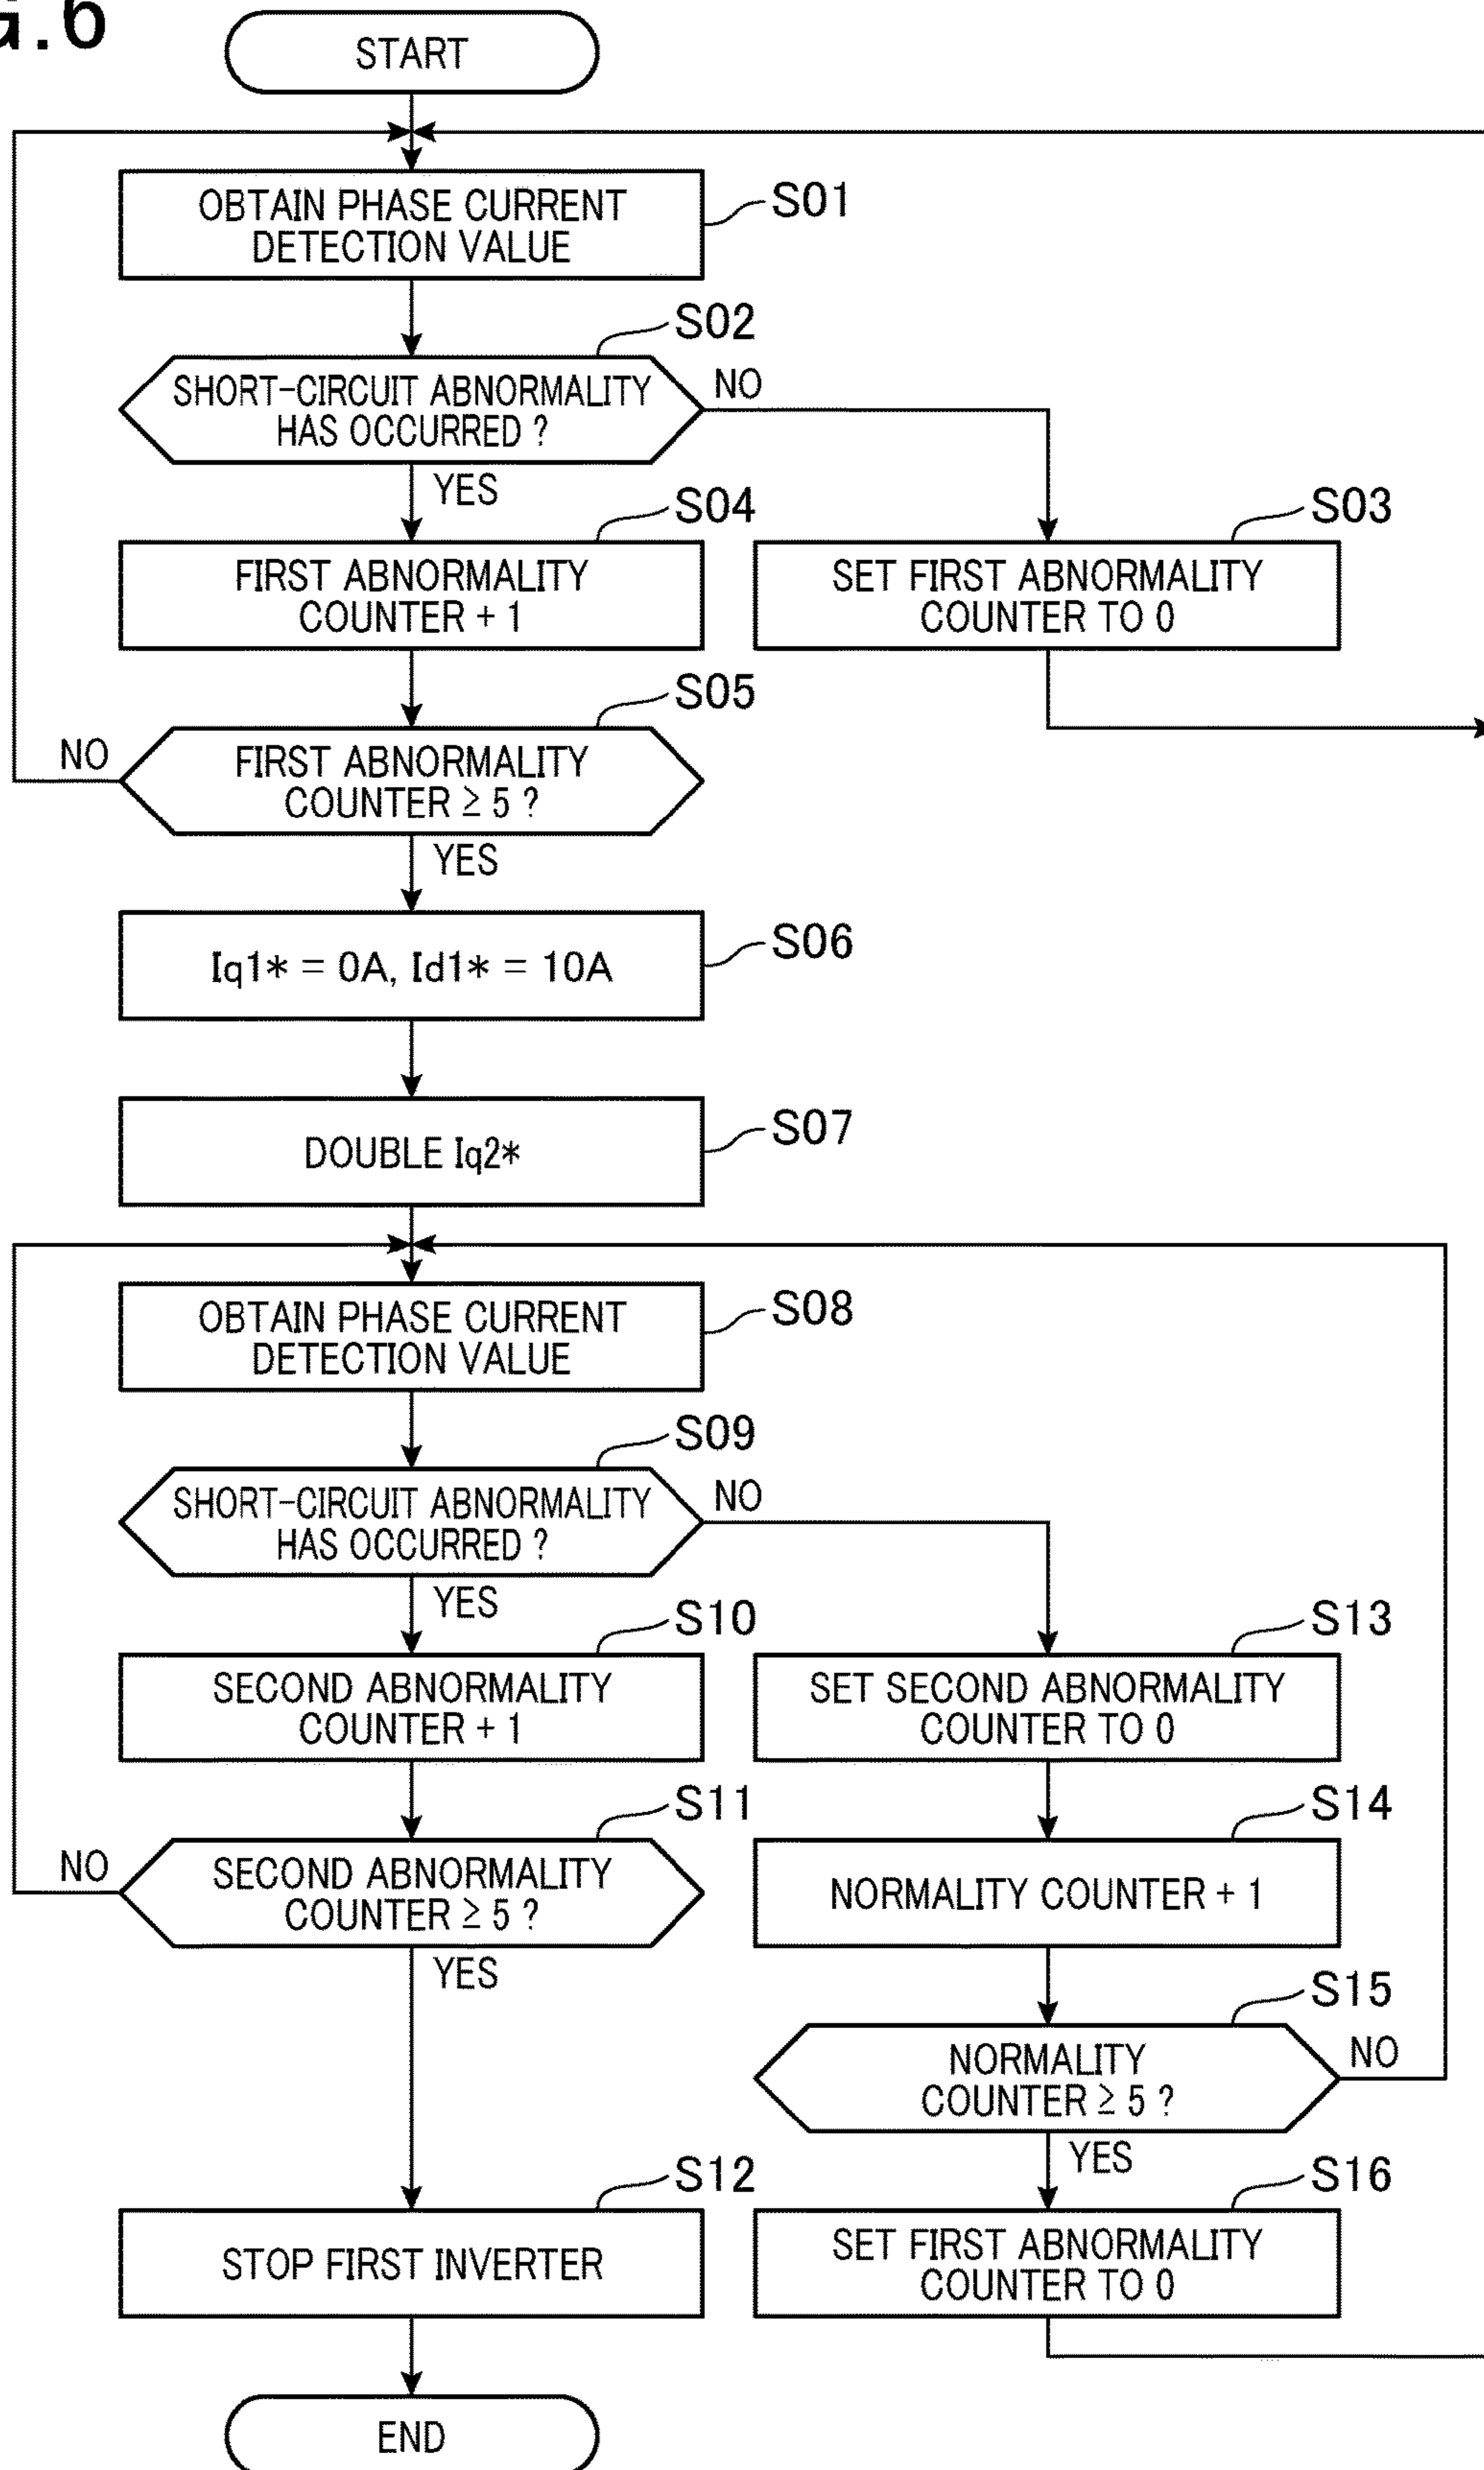 G.6
START
OBTAIN PHASE CURRENT
DETECTION VALUE
S01
S02
SHORT-CIRCUIT ABNORMALITY
HAS OCCURRED ?
NO
YES
S04
FIRST ABNORMALITY
COUNTER + 1
S03
SET FIRST ABNORMALITY
COUNTER TO 0
S05
NO
FIRST ABNORMALITY
COUNTER ≥ 5 ?
YES
S06
Iq1* = 0A, Id1* = 10A
S07
DOUBLE Iq2*
S08
OBTAIN PHASE CURRENT
DETECTION VALUE
S09
SHORT-CIRCUIT ABNORMALITY
HAS OCCURRED ?
NO
YES
S10
SECOND ABNORMALITY
COUNTER + 1
S13
SET SECOND ABNORMALITY
COUNTER TO 0
S11
NO
SECOND ABNORMALITY
COUNTER ≥ 5 ?
YES
S14
NORMALITY COUNTER + 1
S15
NORMALITY
COUNTER ≥ 5 ?
NO
YES
S12
STOP FIRST INVERTER
S16
SET FIRST ABNORMALITY
COUNTER TO 0
END